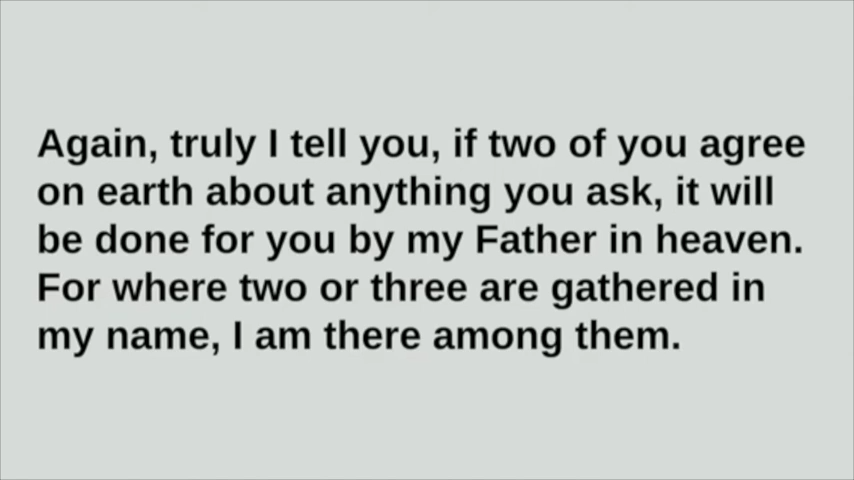 Again, truly I tell you, if two of you agree
on earth about anything you ask, it will
be done for you by my Father in heaven.
For where two or three are gathered in
my name, I am there among them.